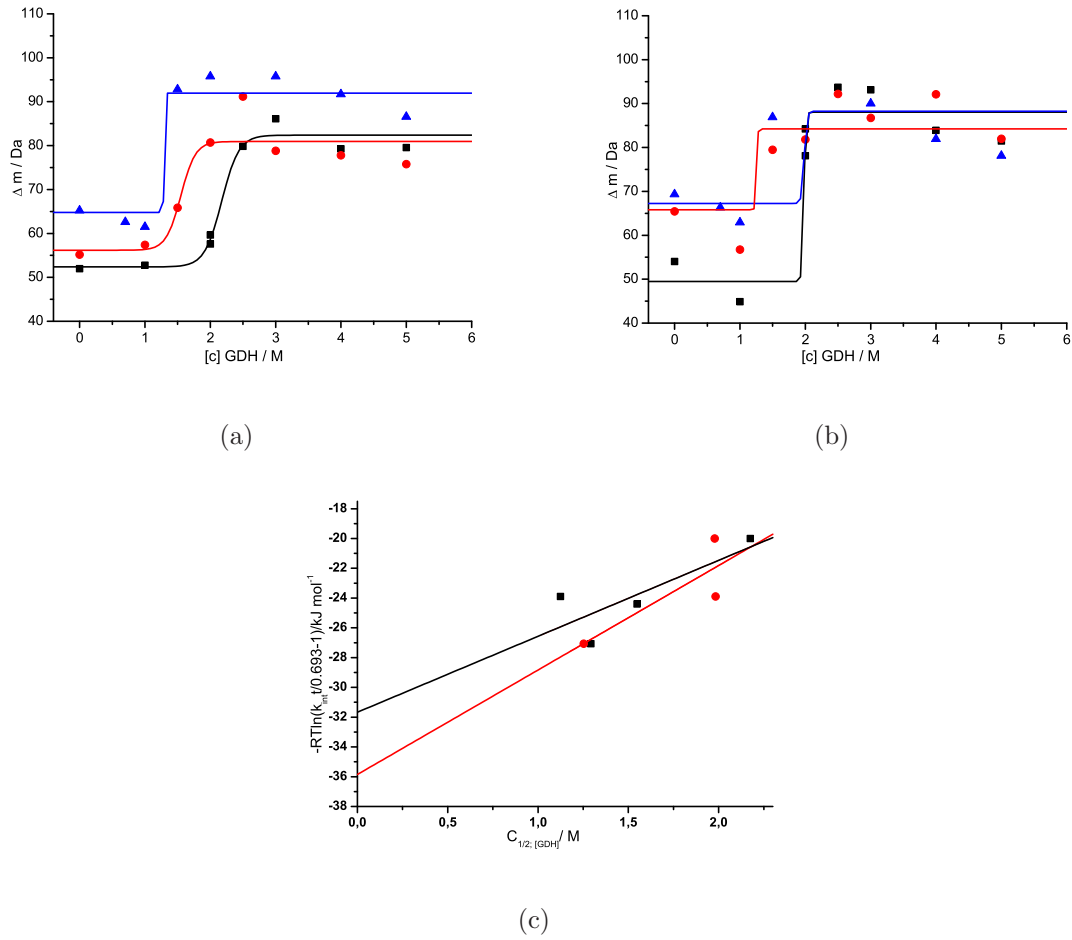 110
100
90
80
70
60
50
40
Δ m / Da
0 1 2 3 4 5 6
[c] GDH / M
(a)
110
100
90
80
70
60
50
40
Δ m / Da
0 1 2 3 4 5 6
[c] GDH / M
(b)
-18
-20
-22
-24
-26
-28
-30
-32
-34
-36
-38
-RTln(k_int t/0.693-1)/kJ mol⁻¹
0,0 0,5 1,0 1,5 2,0
C_1/2; [GDH] / M
(c)